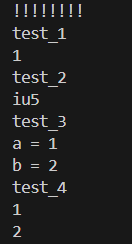 !!!!!!!!
test_1
1
test_2
iu5
test_3
a = 1
b = 2
test_4
1
2